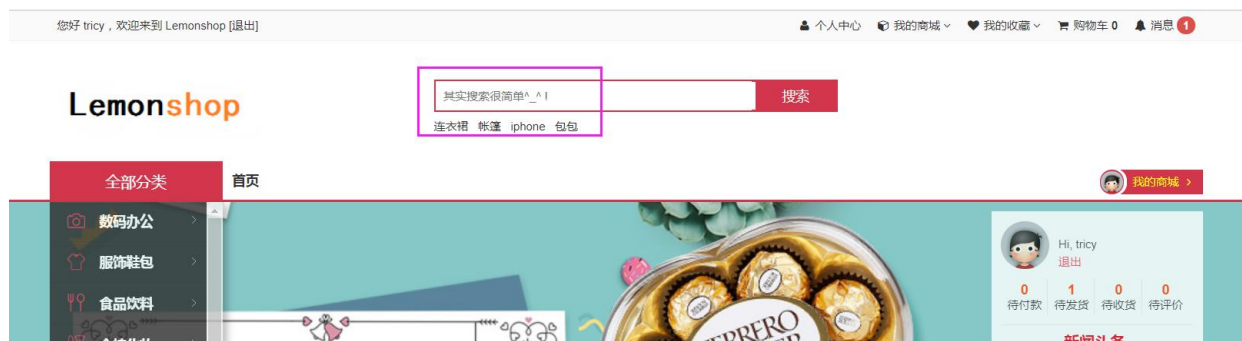 您好 tricy，欢迎来到 Lemonshop [退出]
个人中心 我的商城 我的收藏 购物车 0 消息 1
Lemonshop
其实搜索很简单^_^ !
搜索
连衣裙 帐篷 iphone 包包
全部分类
首页
我的商城 >
数码办公
服饰鞋包
食品饮料
Hi, tricy
退出
0 1 0 0
待付款 待发货 待收货 待评价
新闻头条